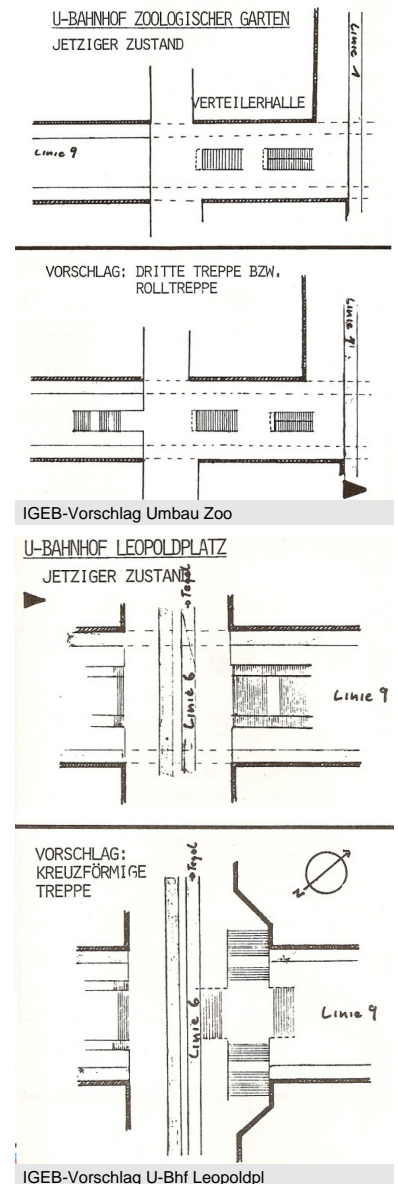 U-BAHNHOF ZOOLOGISCHER GARTEN
JETZIGER ZUSTAND
Linie 1
VERTEILERHALLE
Linie 9
VORSCHLAG: DRITTE TREPPE BZW.
ROLLTREPPE
Linie 1
IGEB-Vorschlag Umbau Zoo
U-BAHNHOF LEOPOLDPLATZ
JETZIGER ZUSTAND
→Tegel
Linie 6
Linie 9
VORSCHLAG:
KREUZFÖRMIGE
TREPPE
→Tegel
N
Linie 6
Linie 9
IGEB-Vorschlag U-Bhf Leopoldpl